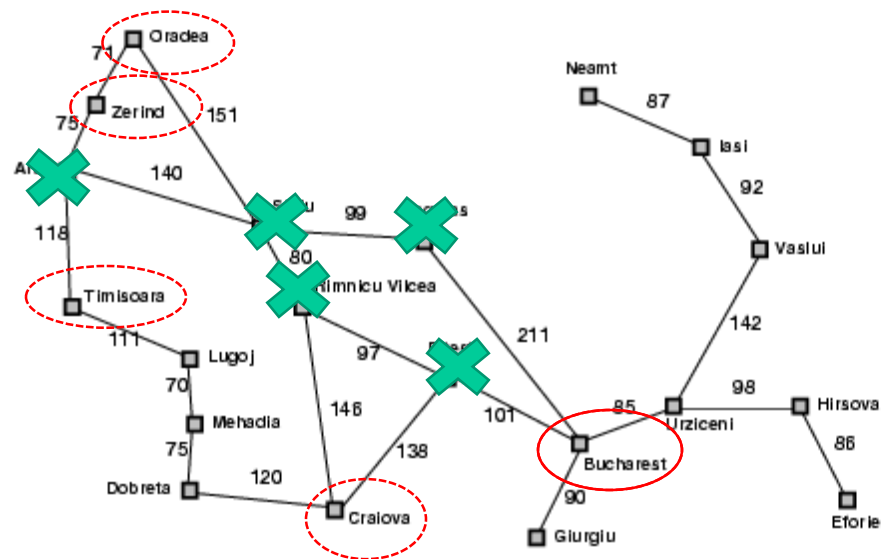 Oradea
71
Neamt
87
Zerind
151
75
Iasi
140
92
99
118
80
Vaslui
Rimnicu Vilcea
Timisoara
111
211
142
Lugoj
97
70
98
146
85
Hirsova
Mehadia
101
Urziceni
75
138
86
Bucharest
Dobreta
120
90
Craiova
Eforie
Giurgiu